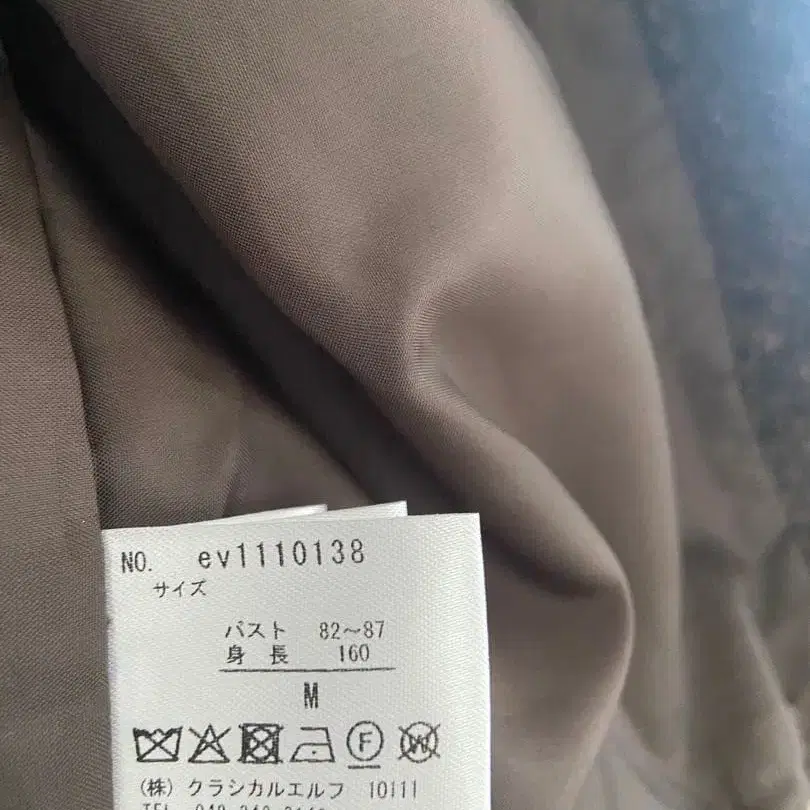 NO. ev1110138
サイズ
バスト 82～87
身長 160
M
F W
(株) クラシカルエルフ 10111
TEL